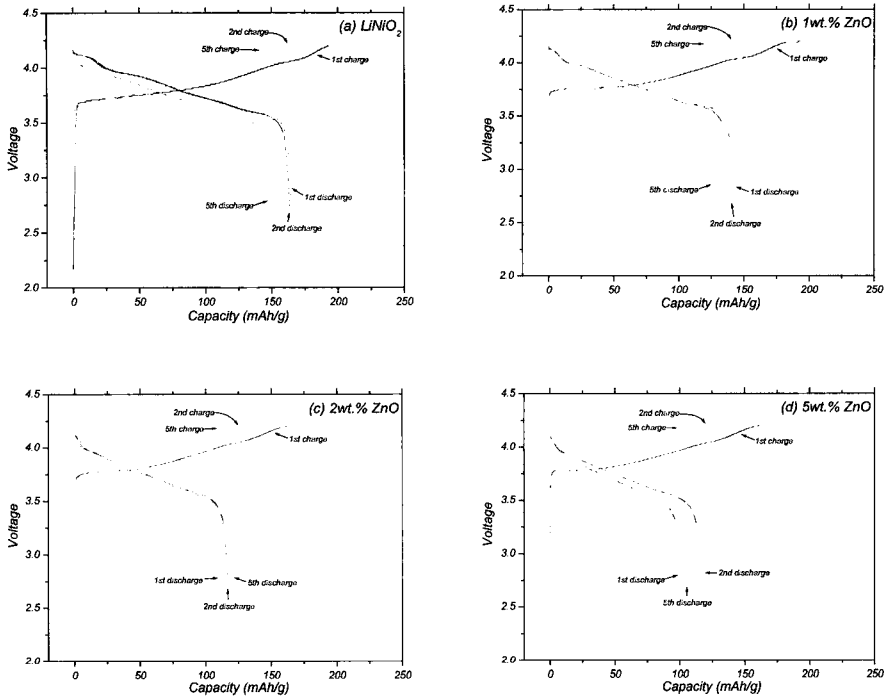 (a) LiNiO2
2nd charge
5th charge
1st charge
1st discharge
5th discharge
2nd discharge
Voltage
4.5
4.0
3.5
3.0
2.5
2.0
0
50
100
150
200
250
Capacity (mAh/g)
(b) 1wt.% ZnO
2nd charge
5th charge
1st charge
5th discharge
1st discharge
2nd discharge
Voltage
4.5
4.0
3.5
3.0
2.5
2.0
0
50
100
150
200
250
Capacity (mAh/g)
(c) 2wt.% ZnO
2nd charge
5th charge
1st charge
1st discharge
5th discharge
2nd discharge
Voltage
4.5
4.0
3.5
3.0
2.5
2.0
0
50
100
150
200
250
Capacity (mAh/g)
(d) 5wt.% ZnO
2nd charge
5th charge
1st charge
1st discharge
2nd discharge
5th discharge
Voltage
4.5
4.0
3.5
3.0
2.5
2.0
0
50
100
150
200
250
Capacity (mAh/g)